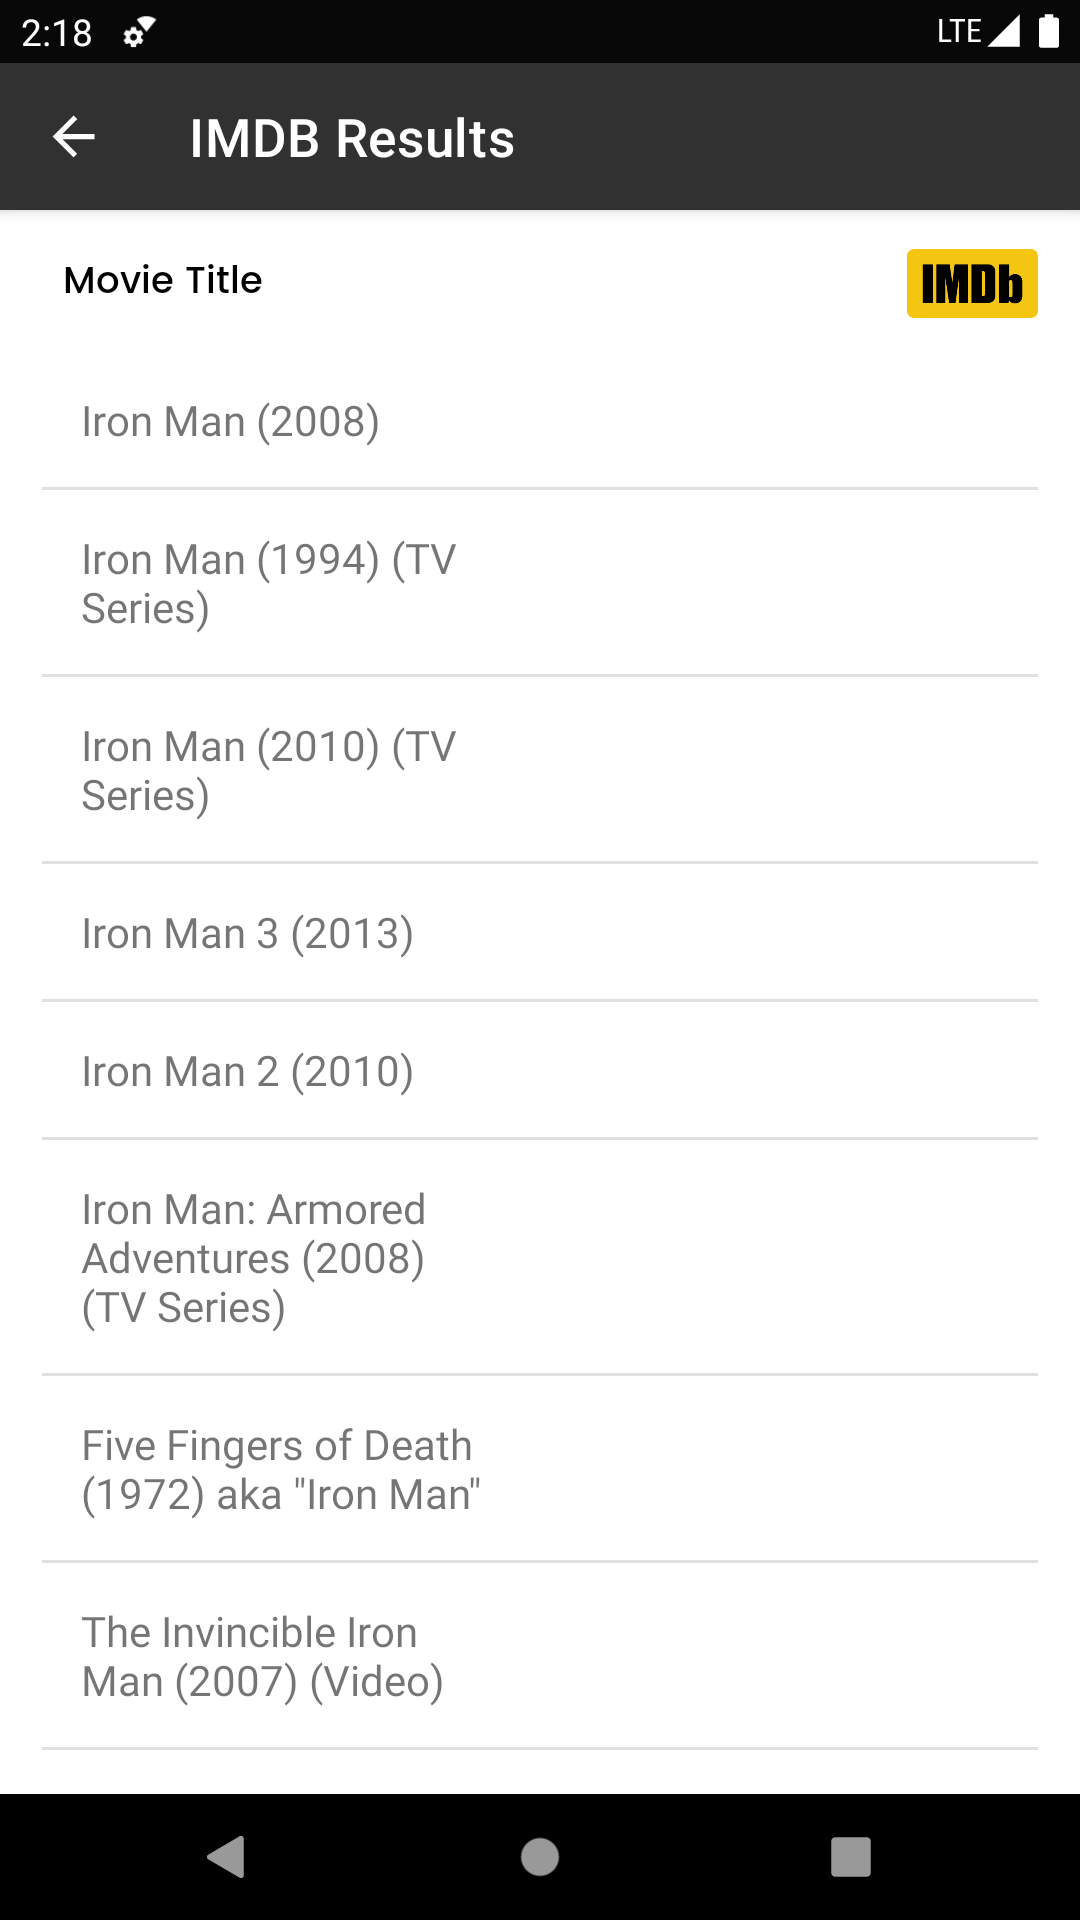 2:18
LTE
IMDB Results
Movie Title
IMDb
Iron Man (2008)
Iron Man (1994) (TV
Series)
Iron Man (2010) (TV
Series)
Iron Man 3 (2013)
Iron Man 2 (2010)
Iron Man: Armored
Adventures (2008)
(TV Series)
Five Fingers of Death
(1972) aka "Iron Man"
The Invincible Iron
Man (2007) (Video)